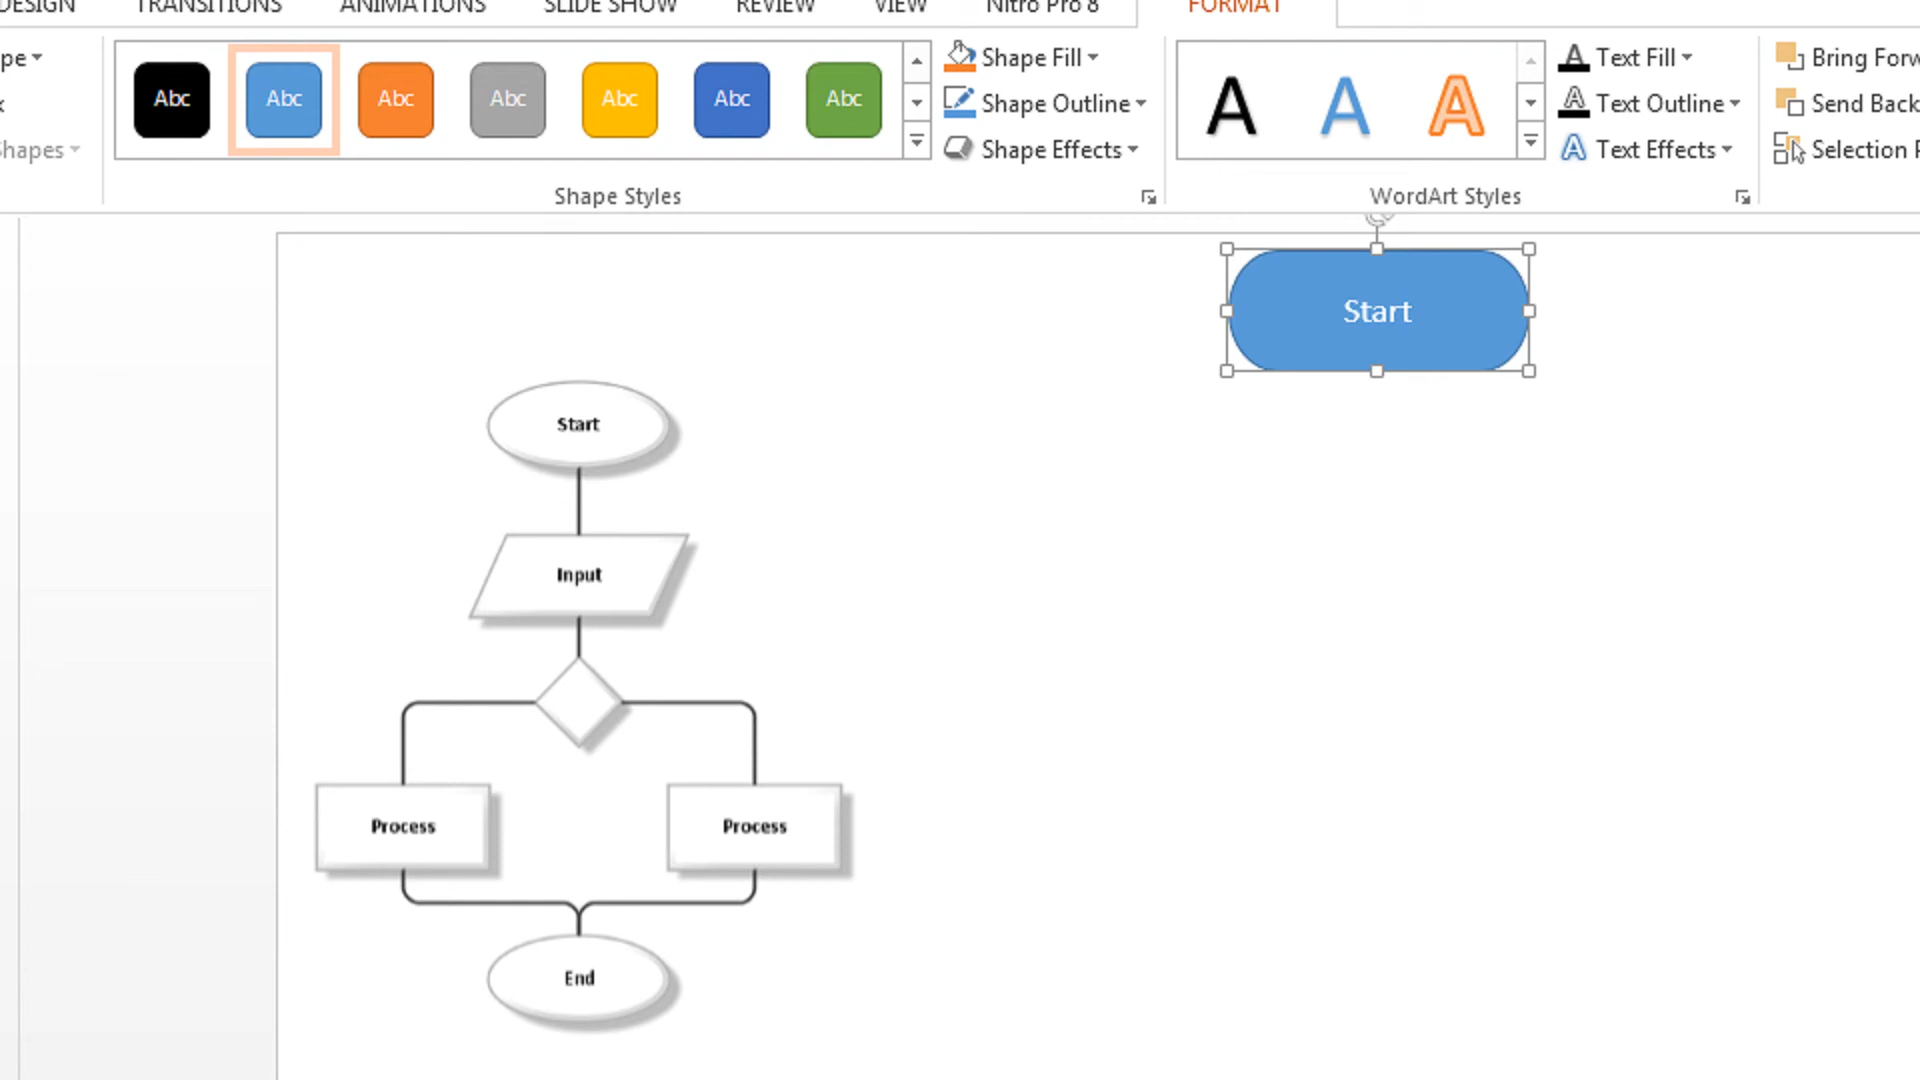 DESIGN TRANSITIONS ANIMATIONS SLIDE SHOW REVIEW VIEW Nitro Pro 8 FORMAT
pe
Shapes
Abc Abc Abc Abc Abc Abc Abc
Shape Fill
Shape Outline
Shape Effects
Shape Styles
A A A
Text Fill
Text Outline
Text Effects
WordArt Styles
Bring Forw
Send Back
Selection P
Start
Start
Input
Process Process
End